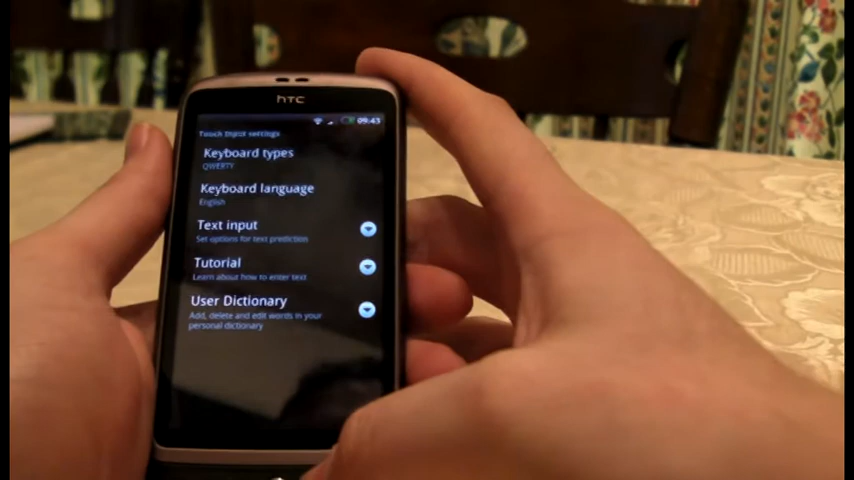 hTC
09:43
Touch Input settings
Keyboard types
QWERTY
Keyboard language
English
Text input
Set options for text prediction
Tutorial
Learn about how to enter text
User Dictionary
Add, delete and edit words in your
personal dictionary